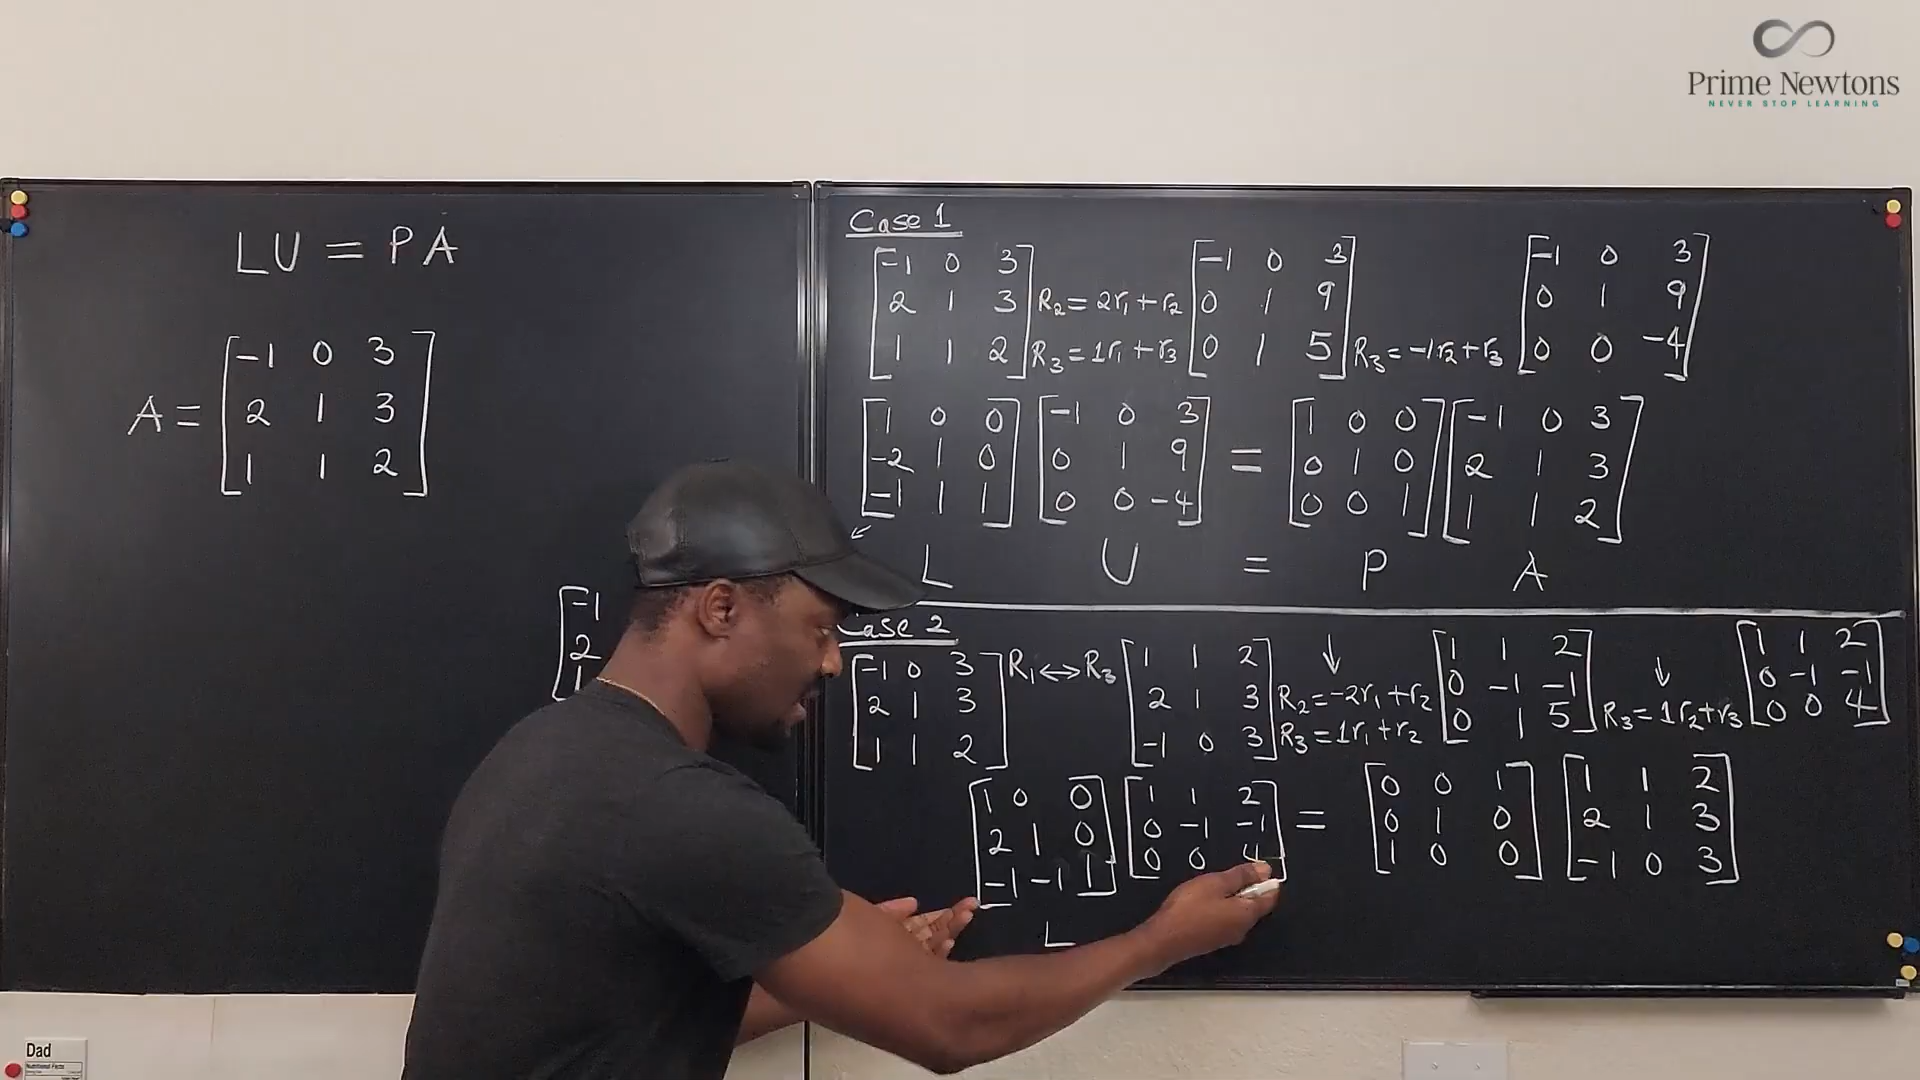 Prime Newtons
NEVER STOP LEARNING
LU = PA
A = [-1 0 3
2 1 3
1 1 2]
[-1
2
Case 1
[-1 0 3 [-1 0 3 [-1 0 3
2 1 3] R2 = 2r1 + r2 0 1 9 0 1 9
1 1 2] R3 = 1r1 + r3 0 1 5] R3 = -1r2 + r3 0 0 -4]
[1 0 0 [-1 0 3 [1 0 0 [-1 0 3
-2 1 0 0 1 9 = 0 1 0 2 1 3
-1 1 1] 0 0 -4] 0 0 1] 1 1 2]
L U = P A
Case 2
[-1 0 3 R1 ↔ R3 [1 1 2 ↓ [1 1 2 ↓ [1 1 2
2 1 3 2 1 3 R2 = -2r1 + r2 0 -1 -1 0 -1 -1
1 1 2] -1 0 3] R3 = 1r1 + r2 0 1 5] R3 = 1r2 + r3 0 0 4]
[1 0 0 [1 1 2 [0 0 1 [1 1 2
2 1 0 0 -1 -1 = 0 1 0 2 1 3
-1 -1 1] 0 0 4] 1 0 0] -1 0 3]
L
Dad
Nutritional Facts